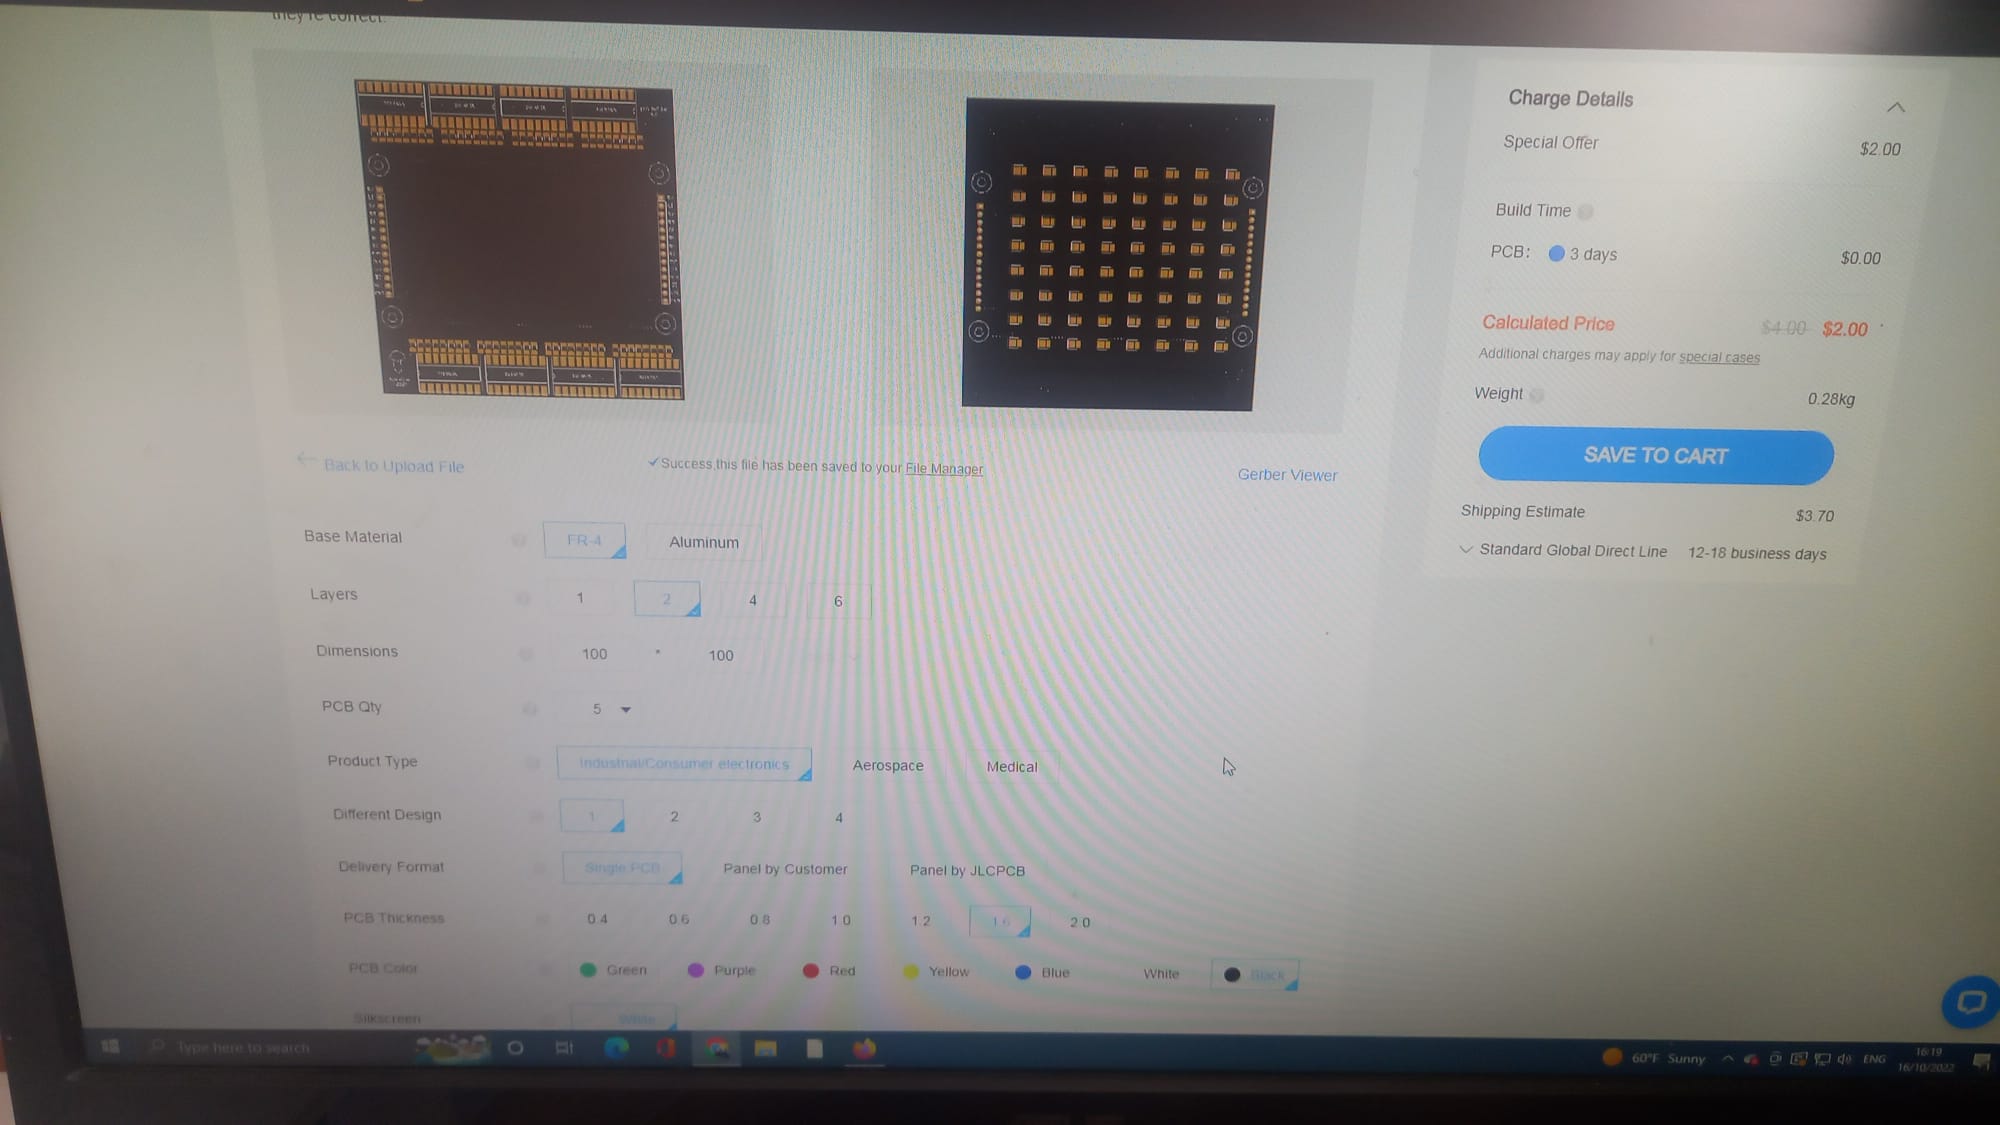 they're correct.
Charge Details
Special Offer $2.00
Build Time
PCB: 3 days $0.00
Calculated Price $4.00 $2.00
Additional charges may apply for special cases
Weight 0.28kg
SAVE TO CART
Shipping Estimate $3.70
Standard Global Direct Line 12-18 business days
Back to Upload File
Success,this file has been saved to your File Manager
Gerber Viewer
Base Material FR-4 Aluminum
Layers 1 2 4 6
Dimensions 100 * 100
PCB Qty 5
Product Type Industrial/Consumer electronics Aerospace Medical
Different Design 1 2 3 4
Delivery Format Single PCB Panel by Customer Panel by JLCPCB
PCB Thickness 0.4 0.6 0.8 1.0 1.2 1.6 2.0
PCB Color Green Purple Red Yellow Blue White Black
Silkscreen White
Type here to search
60°F Sunny ENG
16:19
16/10/2022